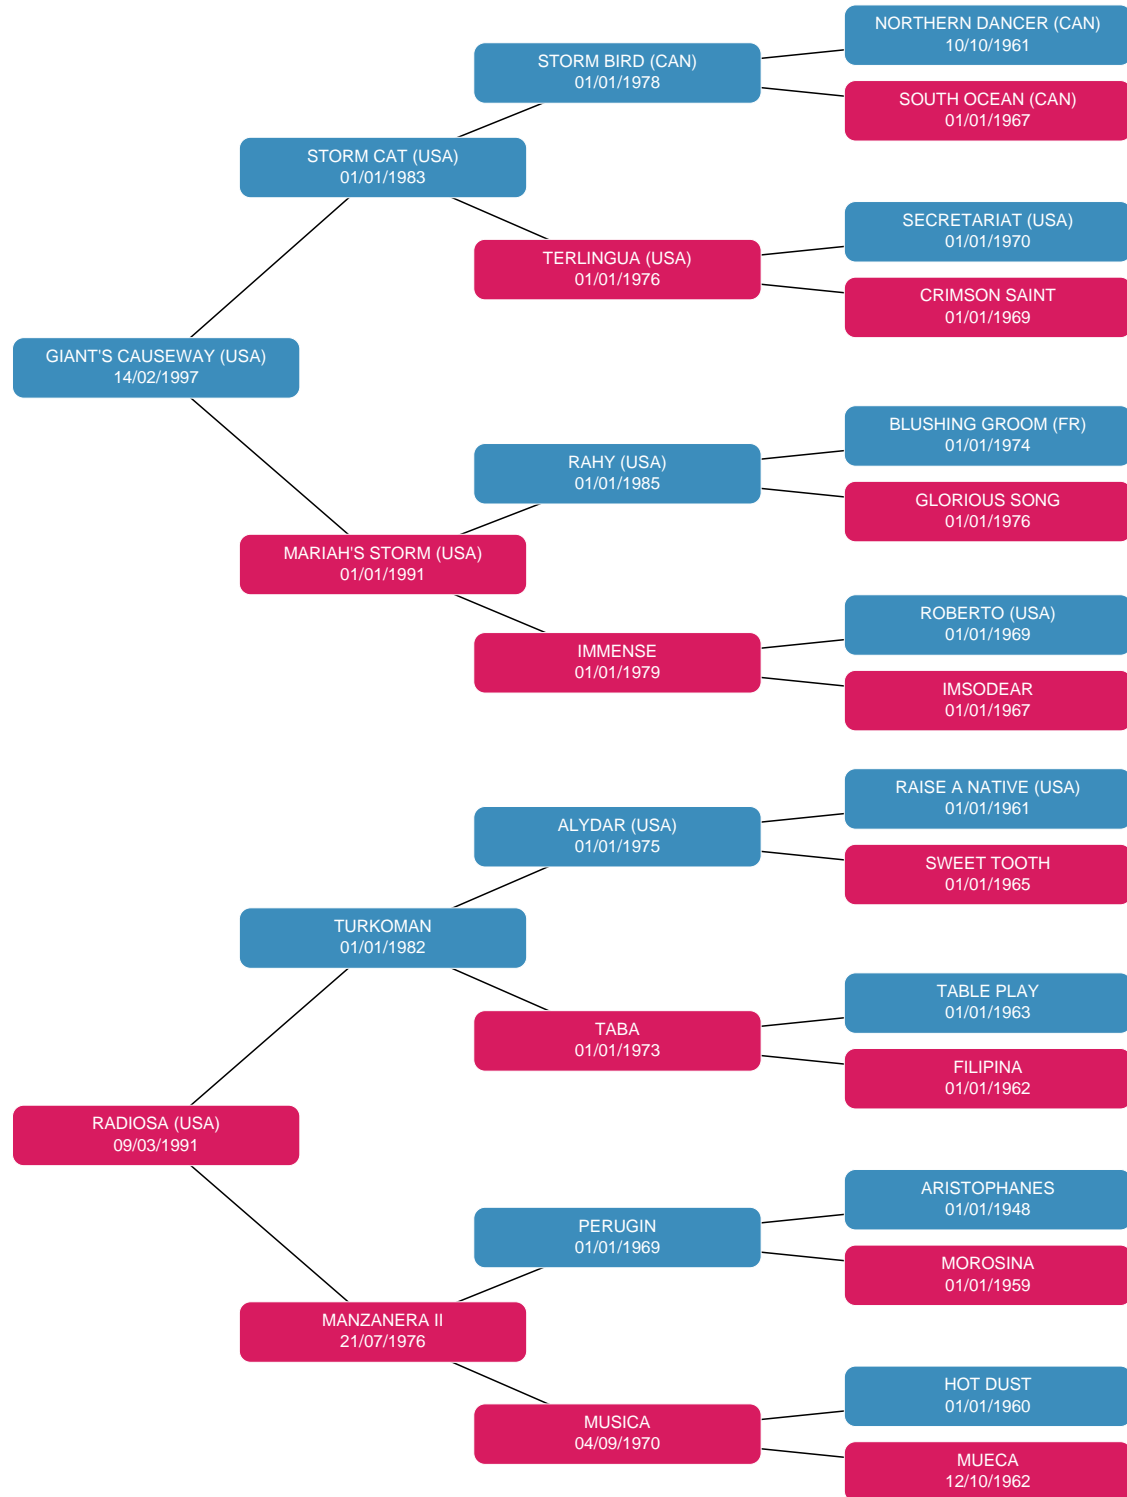 NORTHERN DANCER (CAN)
10/10/1961
STORM BIRD (CAN)
01/01/1978
SOUTH OCEAN (CAN)
01/01/1967
STORM CAT (USA)
01/01/1983
SECRETARIAT (USA)
01/01/1970
TERLINGUA (USA)
01/01/1976
CRIMSON SAINT
01/01/1969
GIANT'S CAUSEWAY (USA)
14/02/1997
BLUSHING GROOM (FR)
01/01/1974
RAHY (USA)
01/01/1985
GLORIOUS SONG
01/01/1976
MARIAH'S STORM (USA)
01/01/1991
ROBERTO (USA)
01/01/1969
IMMENSE
01/01/1979
IMSODEAR
01/01/1967
RAISE A NATIVE (USA)
01/01/1961
ALYDAR (USA)
01/01/1975
SWEET TOOTH
01/01/1965
TURKOMAN
01/01/1982
TABLE PLAY
01/01/1963
TABA
01/01/1973
FILIPINA
01/01/1962
RADIOSA (USA)
09/03/1991
ARISTOPHANES
01/01/1948
PERUGIN
01/01/1969
MOROSINA
01/01/1959
MANZANERA II
21/07/1976
HOT DUST
01/01/1960
MUSICA
04/09/1970
MUECA
12/10/1962